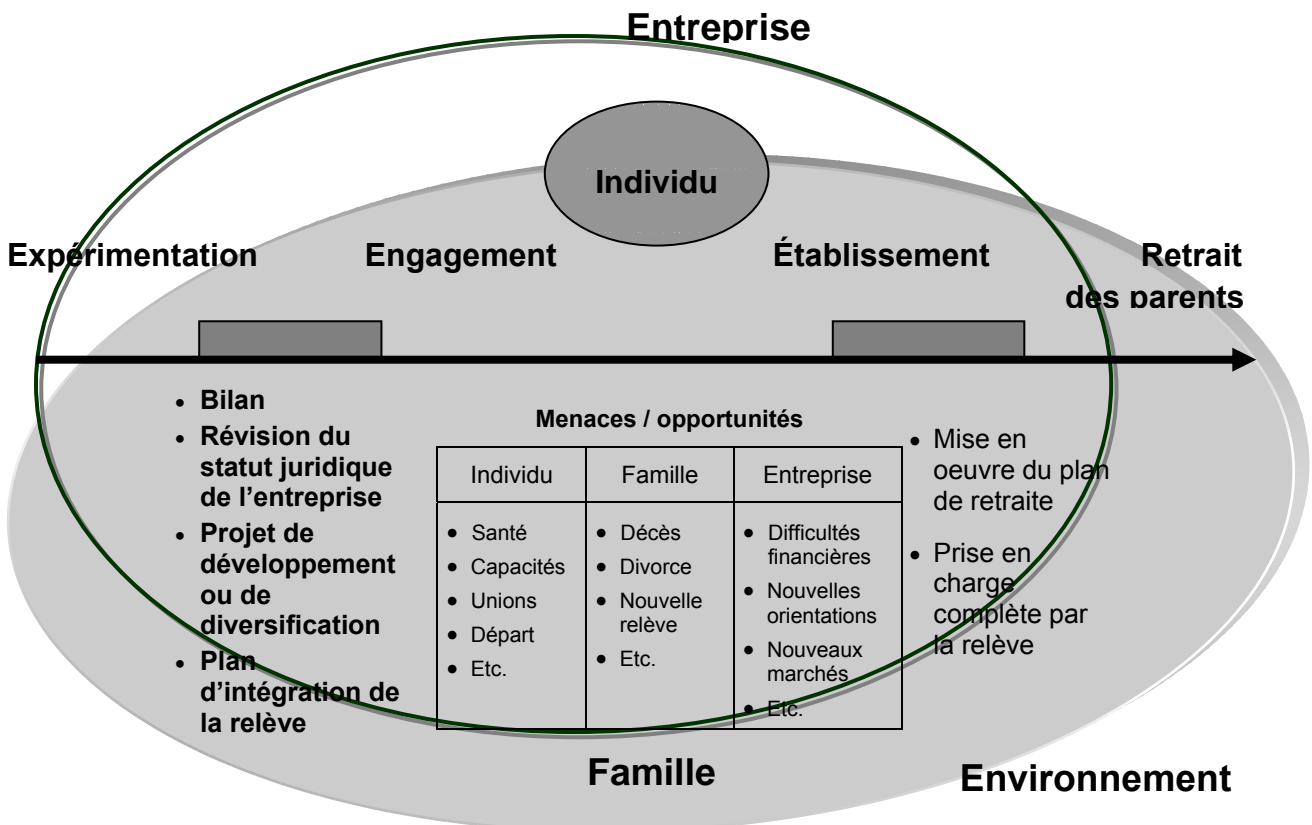 Entreprise
Individu
Expérimentation
Engagement
Établissement
Retrait
des parents
• Bilan
• Révision du
statut juridique
de l'entreprise
• Projet de
développement
ou de
diversification
• Plan
d'intégration de
la relève
Menaces / opportunités
Individu
Famille
Entreprise
• Santé
• Capacités
• Unions
• Départ
• Etc.
• Décès
• Divorce
• Nouvelle
relève
• Etc.
• Difficultés
financières
• Nouvelles
orientations
• Nouveaux
marchés
• Etc.
• Mise en
oeuvre du plan
de retraite
• Prise en
charge
complète par
la relève
Famille
Environnement